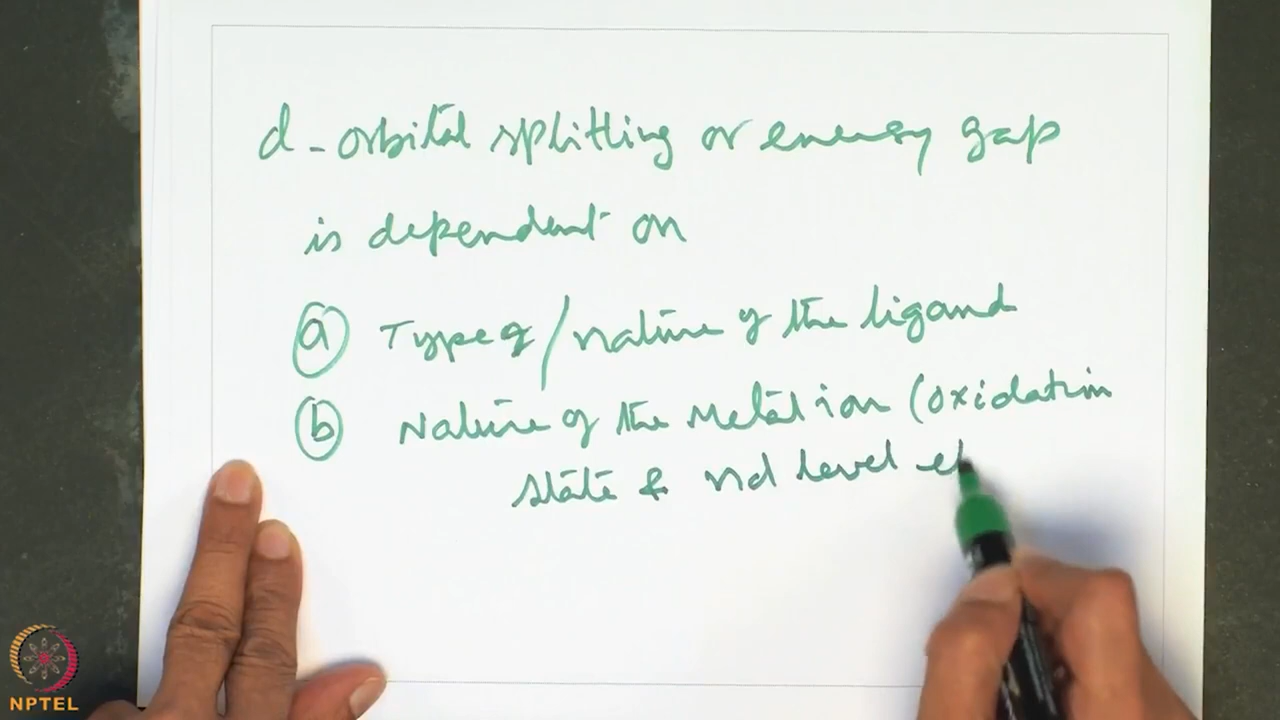 d-orbital splitting or energy gap
is dependent on
(a) Type of / nature of the ligand
(b) Nature of the Metal ion (oxidation
state & nd level
NPTEL